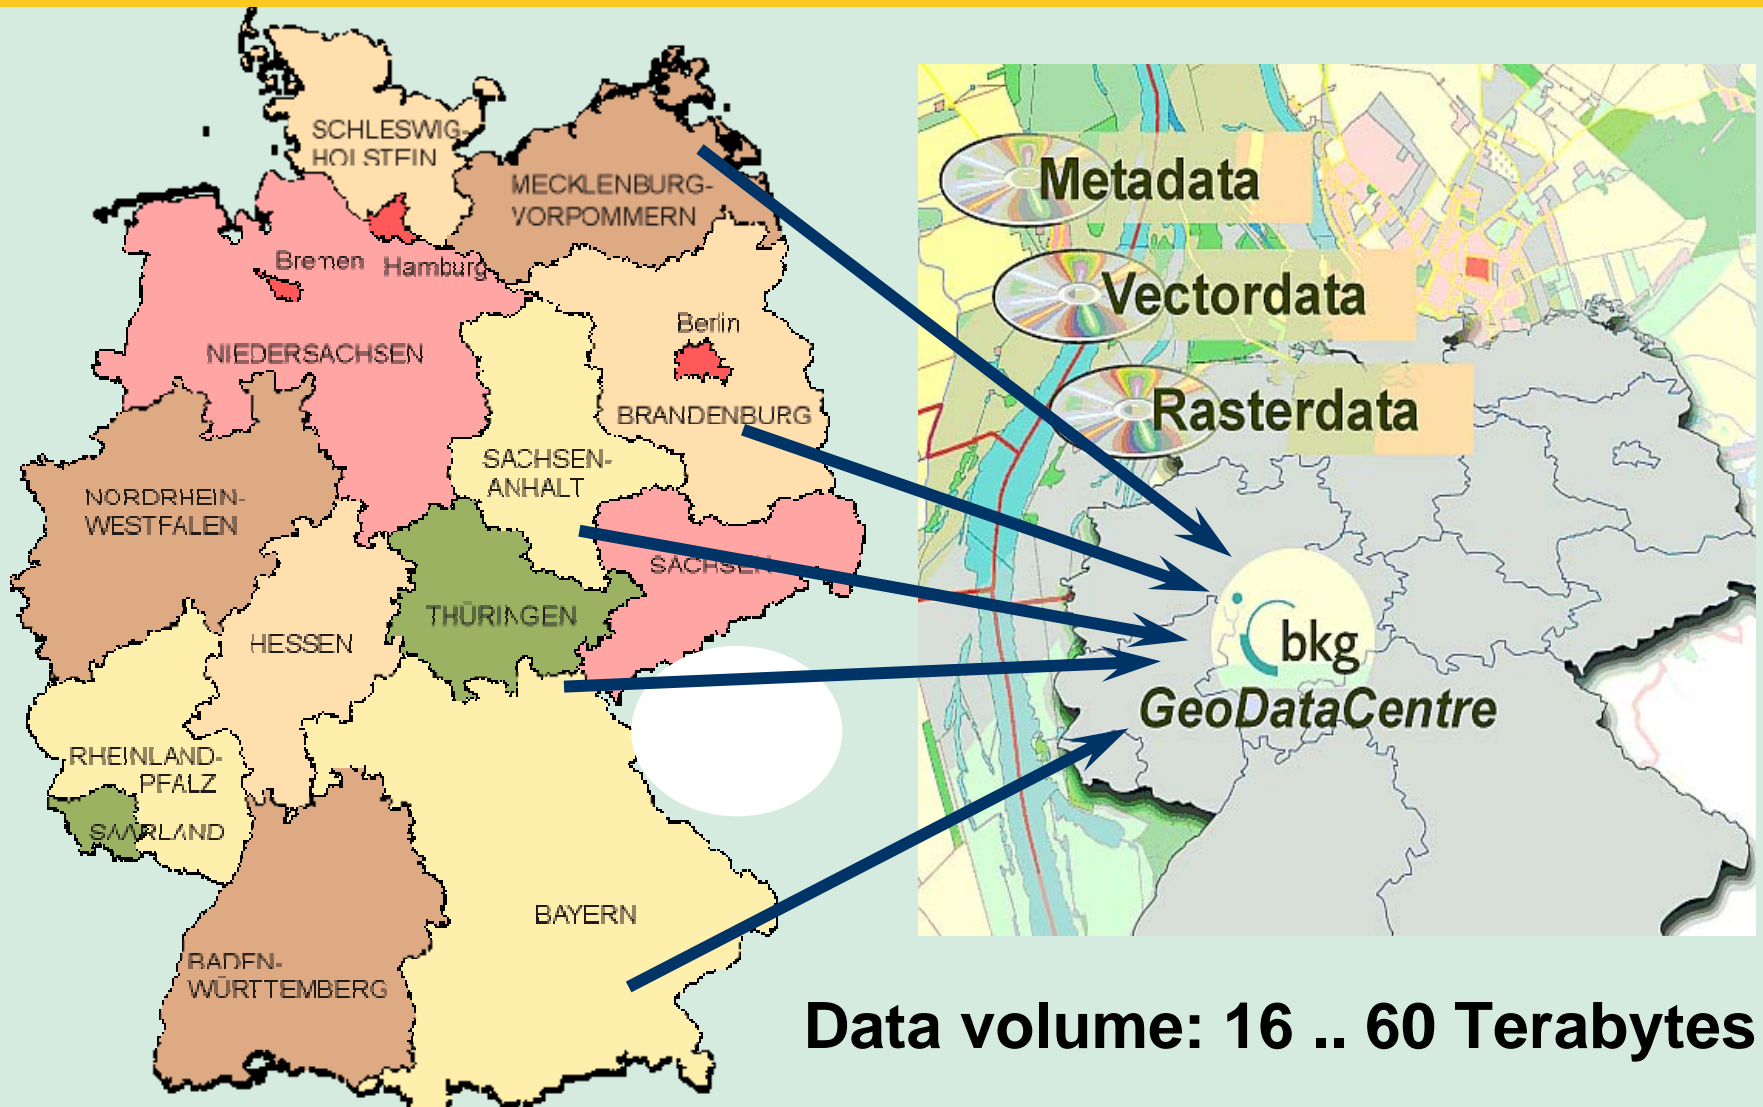 SCHLESWIG-
HOLSTEIN
MECKLENBURG-
VORPOMMERN
Bremen
Hamburg
Berlin
NIEDERSACHSEN
BRANDENBURG
SACHSEN-
ANHALT
NORDRHEIN-
WESTFALEN
SACHSEN
THÜRINGEN
HESSEN
RHEINLAND-
PFALZ
SAARLAND
BAYERN
BADEN-
WÜRTTEMBERG
Metadata
Vectordata
Rasterdata
bkg
GeoDataCentre
Data volume: 16 .. 60 Terabytes